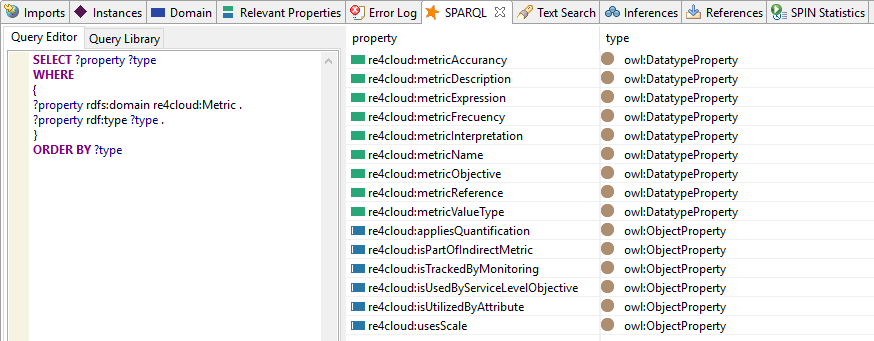 Imports Instances Domain Relevant Properties Error Log SPARQL Text Search Inferences References SPIN Statistics
Query Editor Query Library
SELECT ?property ?type
WHERE
{
?property rdfs:domain re4cloud:Metric .
?property rdf:type ?type .
}
ORDER BY ?type
property type
re4cloud:metricAccurancy owl:DatatypeProperty
re4cloud:metricDescription owl:DatatypeProperty
re4cloud:metricExpression owl:DatatypeProperty
re4cloud:metricFrecuency owl:DatatypeProperty
re4cloud:metricInterpretation owl:DatatypeProperty
re4cloud:metricName owl:DatatypeProperty
re4cloud:metricObjective owl:DatatypeProperty
re4cloud:metricReference owl:DatatypeProperty
re4cloud:metricValueType owl:DatatypeProperty
re4cloud:appliesQuantification owl:ObjectProperty
re4cloud:isPartOfIndirectMetric owl:ObjectProperty
re4cloud:isTrackedByMonitoring owl:ObjectProperty
re4cloud:isUsedByServiceLevelObjective owl:ObjectProperty
re4cloud:isUtilizedByAttribute owl:ObjectProperty
re4cloud:usesScale owl:ObjectProperty